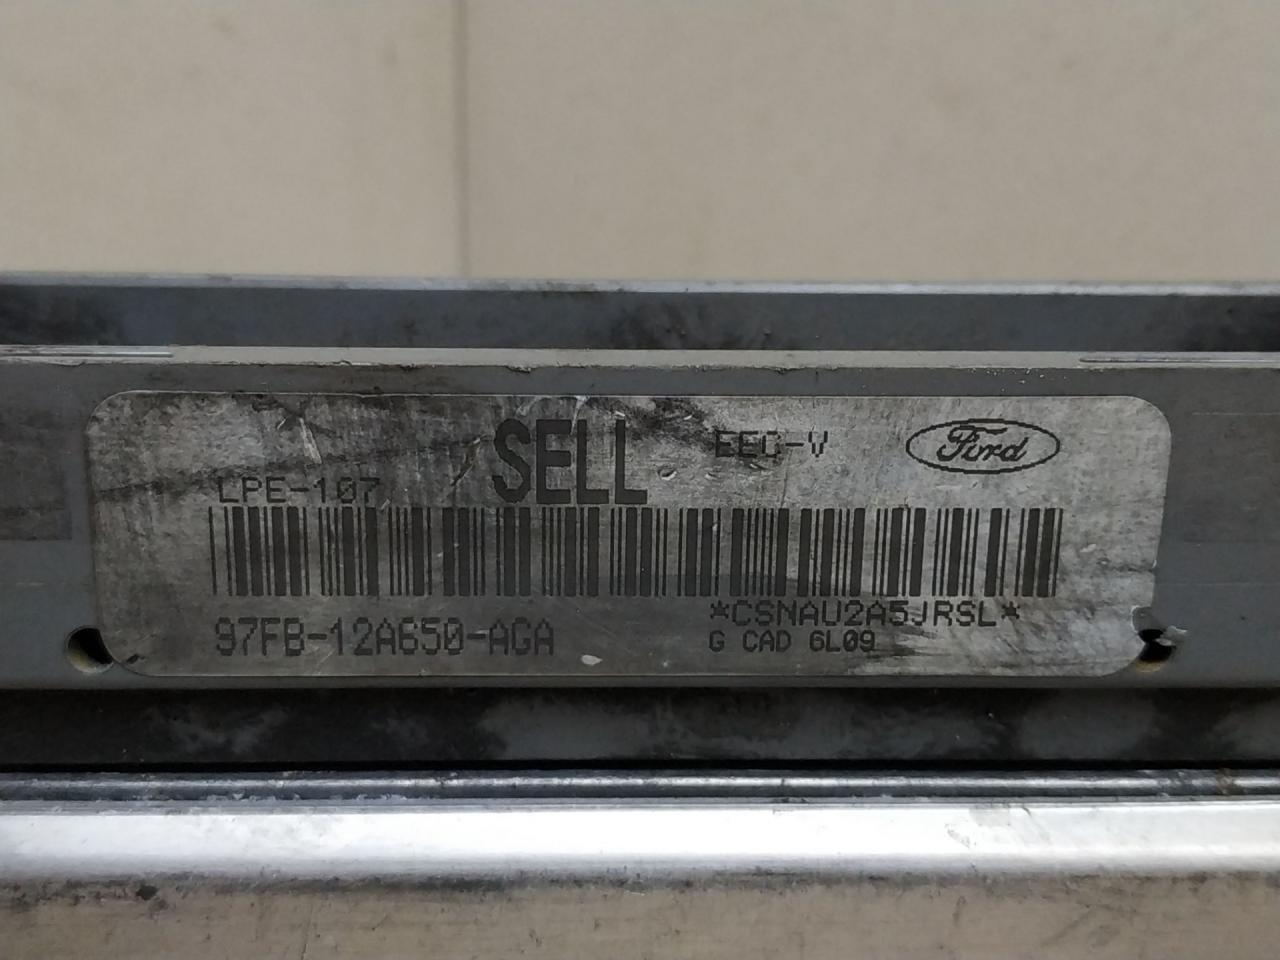 SELL EEC-V Ford
LPE-107
*CSNAU2A5JRSL*
97FB-12A650-AGA G CAD 6L09